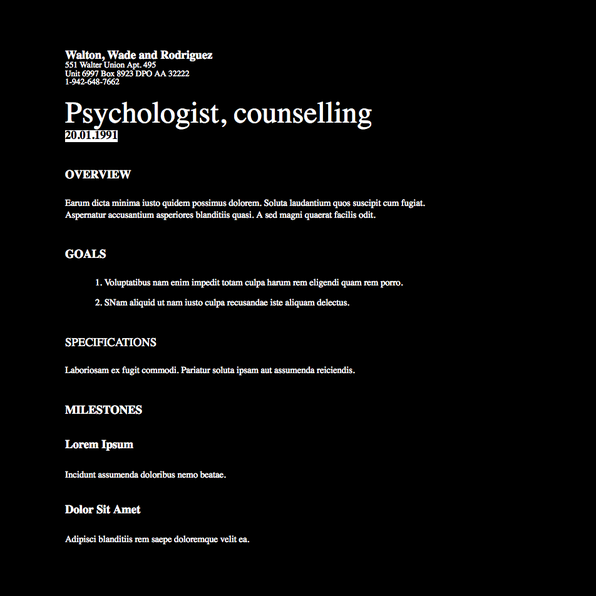 Walton, Wade and Rodriguez
551 Walter Union Apt. 495
Unit 6997 Box 8923 DPO AA 32222
1-942-648-7662
Psychologist, counselling
20.01.1991
OVERVIEW
Earum dicta minima iusto quidem possimus dolorem. Soluta laudantium quos suscipit cum fugiat.
Aspernatur accusantium asperiores blanditiis quasi. A sed magni quaerat facilis odit.
GOALS
1. Voluptatibus nam enim impedit totam culpa harum rem eligendi quam rem porro.
2. SNam aliquid ut nam iusto culpa recusandae iste aliquam delectus.
SPECIFICATIONS
Laboriosam ex fugit commodi. Pariatur soluta ipsam aut assumenda reiciendis.
MILESTONES
Lorem Ipsum
Incidunt assumenda doloribus nemo beatae.
Dolor Sit Amet
Adipisci blanditiis rem saepe doloremque velit ea.